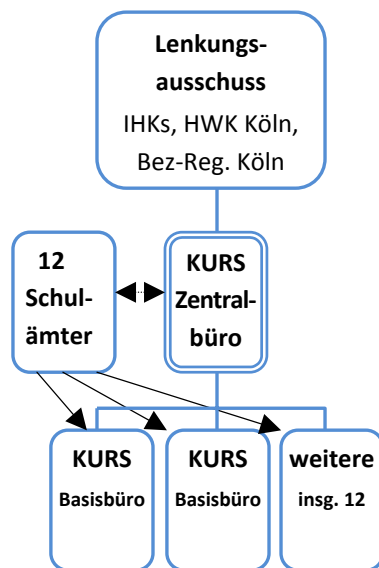 Lenkungs-
ausschuss
IHKs, HWK Köln,
Bez-Reg. Köln
12
Schul-
ämter
KURS
Zentral-
büro
KURS
Basisbüro
KURS
Basisbüro
weitere
insg. 12